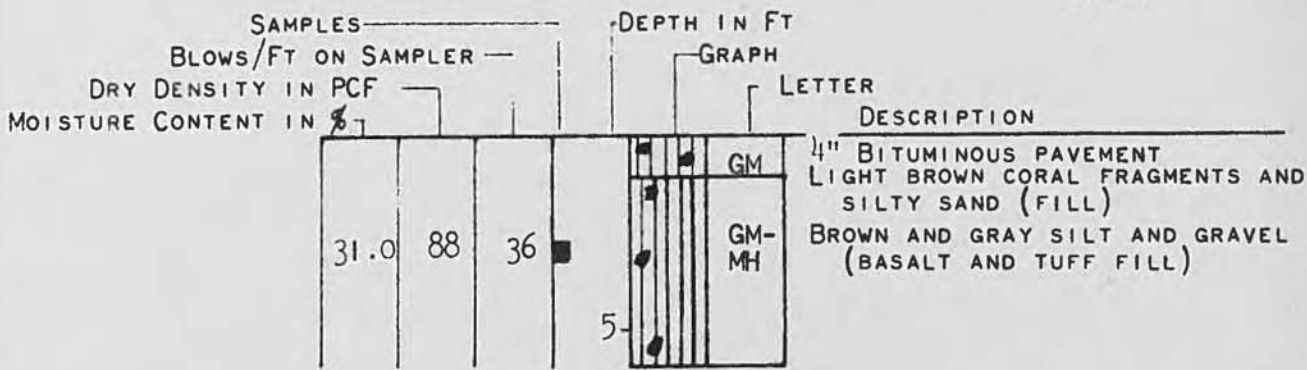 SAMPLES
DEPTH IN FT
BLOWS/FT ON SAMPLER
GRAPH
DRY DENSITY IN PCF
LETTER
MOISTURE CONTENT IN %
DESCRIPTION
GM
4" BITUMINOUS PAVEMENT
LIGHT BROWN CORAL FRAGMENTS AND
SILTY SAND (FILL)
31.0 88 36
GM-
MH
BROWN AND GRAY SILT AND GRAVEL
(BASALT AND TUFF FILL)
5